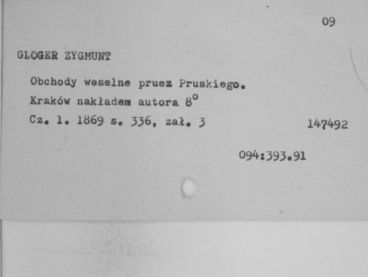 09
GLOGER ZYGMUNT
Obchody weselne pruez Pruskiego.
Kraków nakładem autora 8°
Cz. 1. 1869 s. 336, zał. 3 147492
094:393.91